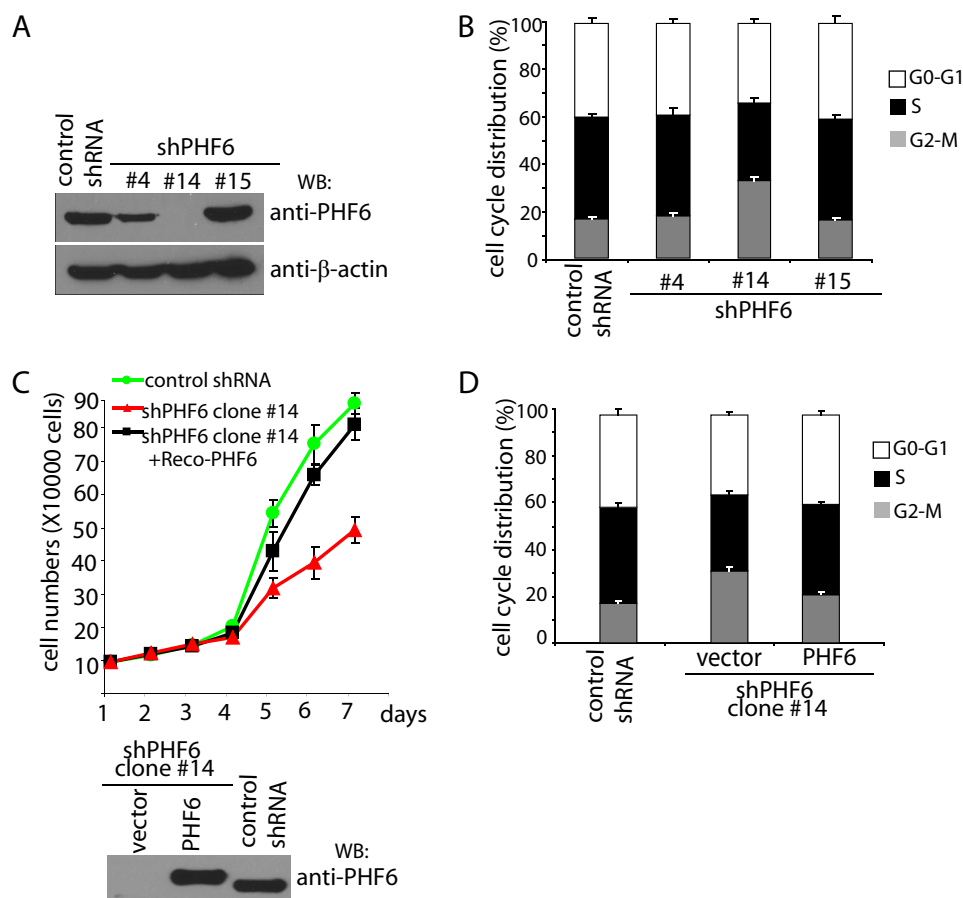 A
control
shRNA
shPHF6
#4 #14 #15
WB:
anti-PHF6
anti-β-actin
B
cell cycle distribution (%)
100
80
60
40
20
0
G0-G1
S
G2-M
control
shRNA
#4 #14 #15
shPHF6
C
control shRNA
shPHF6 clone #14
shPHF6 clone #14
+Reco-PHF6
cell numbers (X10000 cells)
90
80
70
60
50
40
30
20
10
1 2 3 4 5 6 7 days
shPHF6
clone #14
vector
PHF6
control
shRNA
WB:
anti-PHF6
D
cell cycle distribution (%)
100
80
60
40
20
0
G0-G1
S
G2-M
control
shRNA
vector PHF6
shPHF6
clone #14